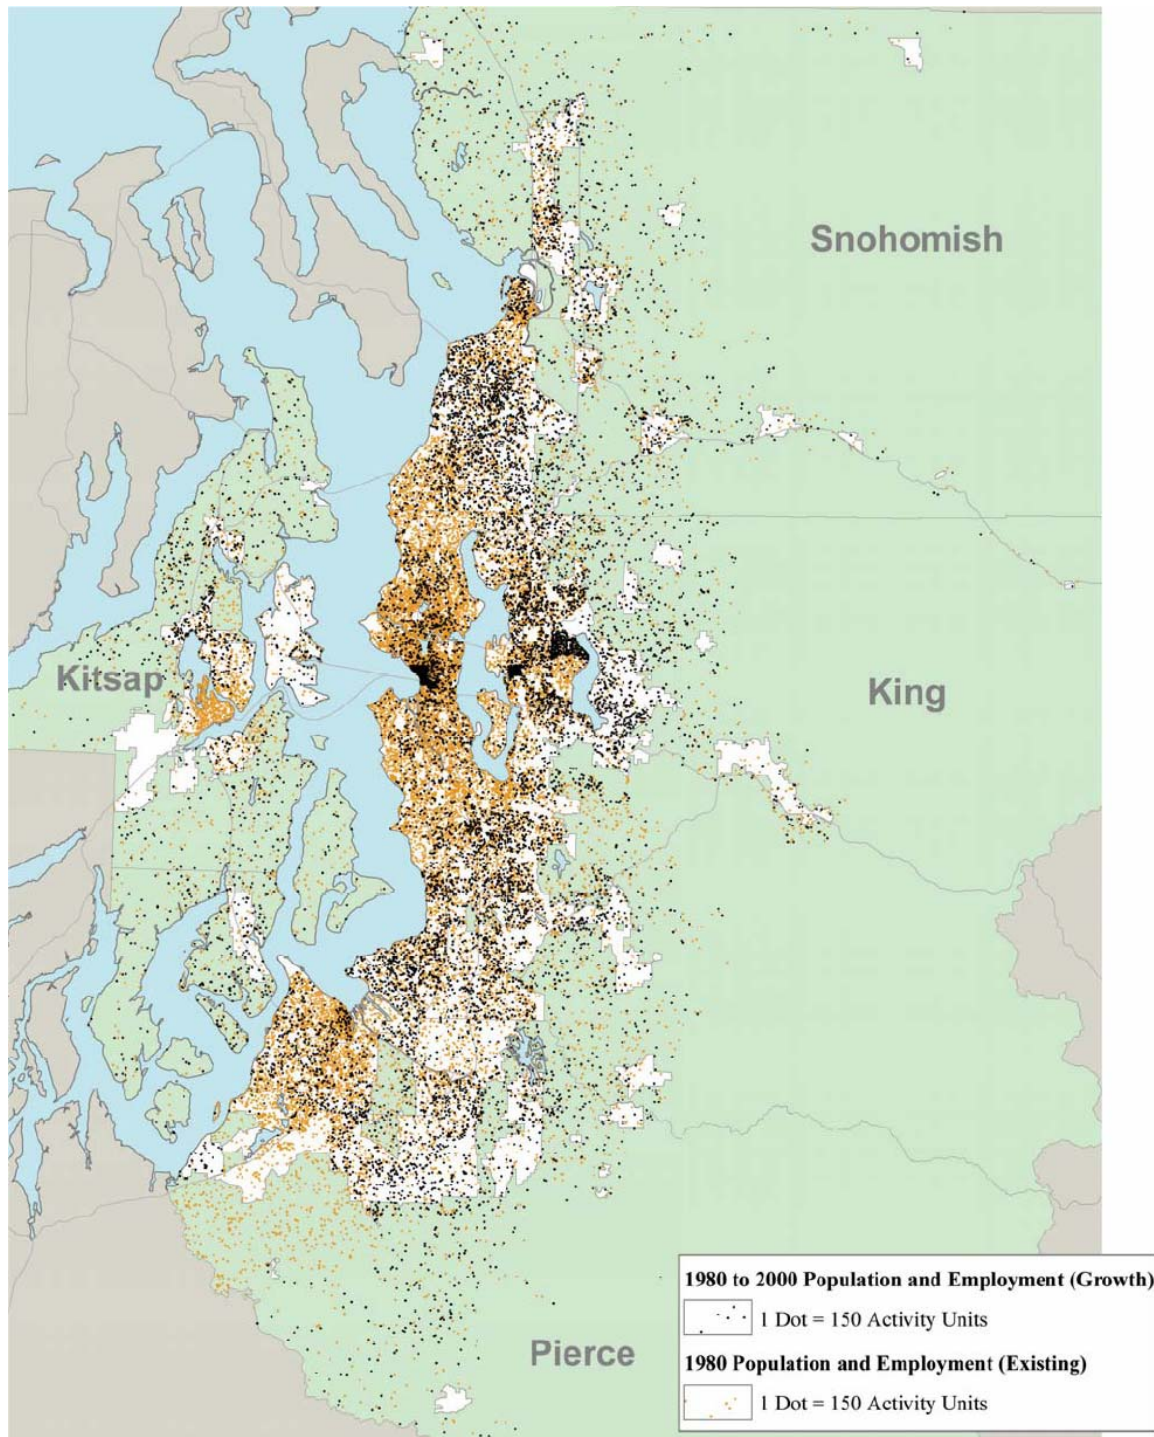 Snohomish
Kitsap
King
Pierce
1980 to 2000 Population and Employment (Growth)
1 Dot = 150 Activity Units
1980 Population and Employment (Existing)
1 Dot = 150 Activity Units